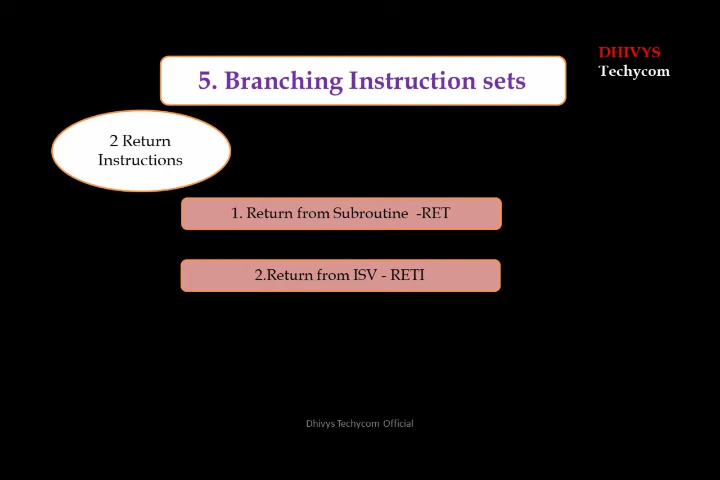 DHIVYS
Techycom
5. Branching Instruction sets
2 Return
Instructions
1. Return from Subroutine -RET
2.Return from ISV - RETI
Dhivys Techycom Official